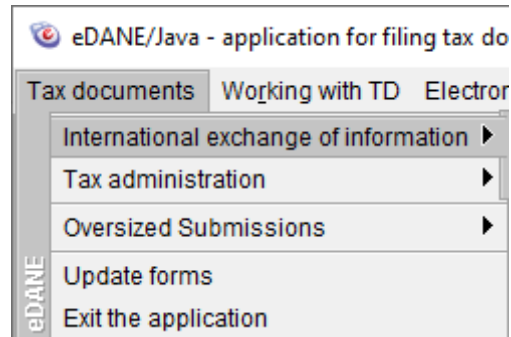 eDANE/Java - application for filing tax do
Tax documents Working with TD Electror
International exchange of information
Tax administration
Oversized Submissions
Update forms
Exit the application
eDANE